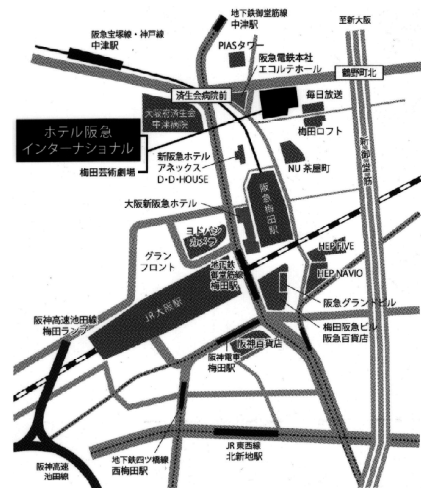 地下鉄御堂筋線
中津駅
至新大阪
阪急宝塚線・神戸線
中津駅
PIASタワー
阪急電鉄本社
エコルテホール
鶴野町北
済生会病院前
毎日放送
大阪府済生会
中津病院
梅田ロフト
ホテル阪急
インターナショナル
新御堂筋
梅田芸術劇場
新阪急ホテル
アネックス
D・D・HOUSE
NU 茶屋町
阪急梅田駅
大阪新阪急ホテル
ヨドバシ
カメラ
グラン
フロント
HEP FIVE
地下鉄
御堂筋線
梅田駅
HEP NAVIO
JR大阪駅
阪急グランドビル
阪神高速池田線
梅田ランプ
梅田阪急ビル
阪急百貨店
阪神百貨店
阪神電車
梅田駅
JR東西線
北新地駅
地下鉄四ツ橋線
西梅田駅
阪神高速
池田線